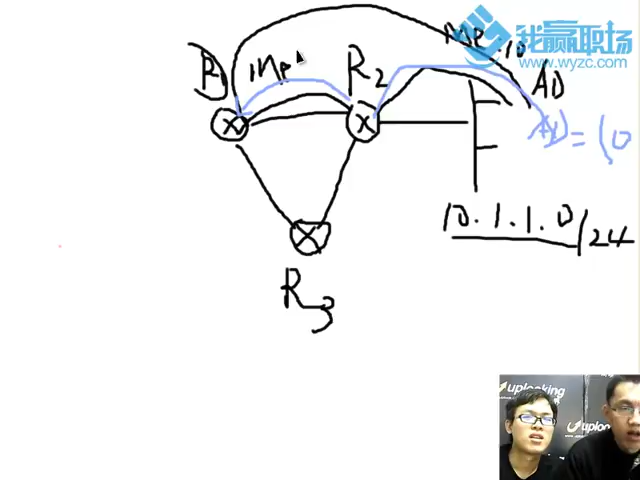 我赢职场
www.wyzc.com
R1 mp R2 mp 10 AD
AD = (0
10.1.1.0/24
R3
uplooking
uplooking